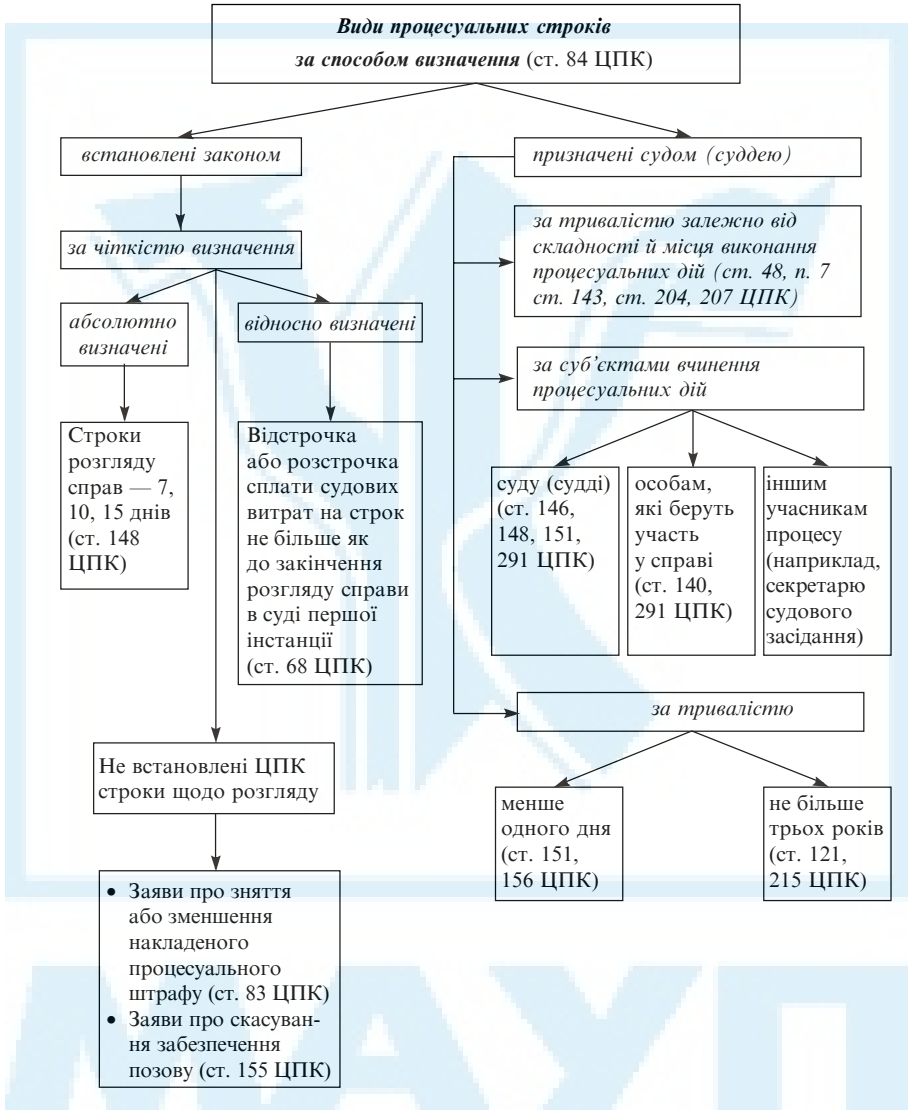 Види процесуальних строків
за способом визначення (ст. 84 ЦПК)
встановлені законом
за чіткістю визначення
абсолютно
визначені
відносно визначені
Строки
розгляду
справ — 7,
10, 15 днів
(ст. 148
ЦПК)
Відстрочка
або розстрочка
сплати судових
витрат на строк
не більше як
до закінчення
розгляду справи
в суді першої
інстанції
(ст. 68 ЦПК)
Не встановлені ЦПК
строки щодо розгляду
• Заяви про зняття
або зменшення
накладеного
процесуального
штрафу (ст. 83 ЦПК)
• Заяви про скасуван-
ня забезпечення
позову (ст. 155 ЦПК)
призначені судом (суддею)
за тривалістю залежно від
складності й місця виконання
процесуальних дій (ст. 48, п. 7
ст. 143, ст. 204, 207 ЦПК)
за суб’єктами вчинення
процесуальних дій
суду (судді)
(ст. 146,
148, 151,
291 ЦПК)
особам,
які беруть
участь
у справі
(ст. 140,
291 ЦПК)
іншим
учасникам
процесу
(наприклад,
секретарю
судового
засідання)
за тривалістю
менше
одного дня
(ст. 151,
156 ЦПК)
не більше
трьох років
(ст. 121,
215 ЦПК)
МАУП